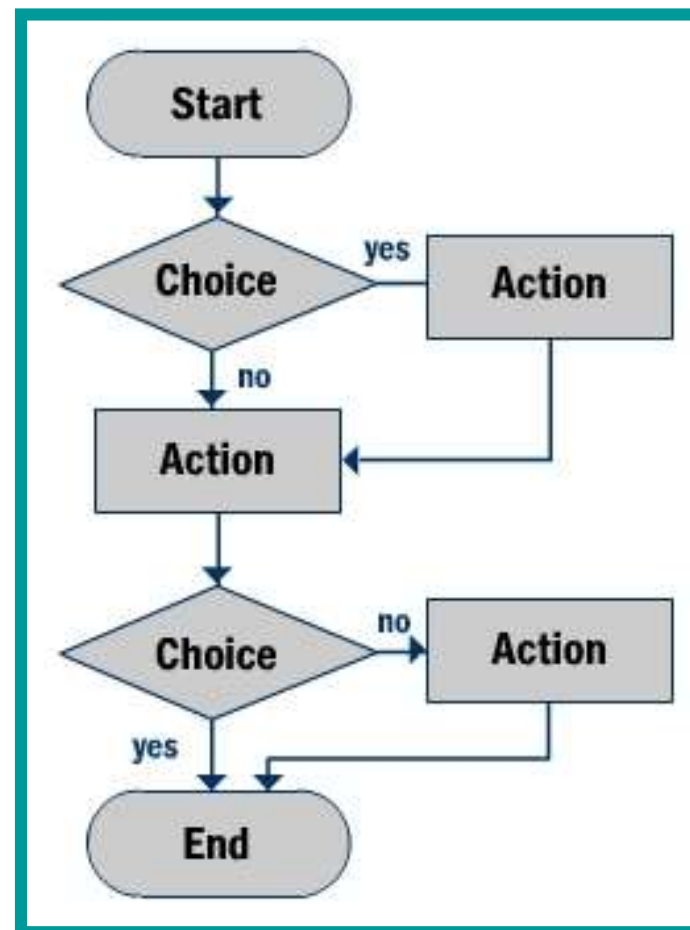 Start
Choice
yes
Action
no
Action
Choice
no
Action
yes
End